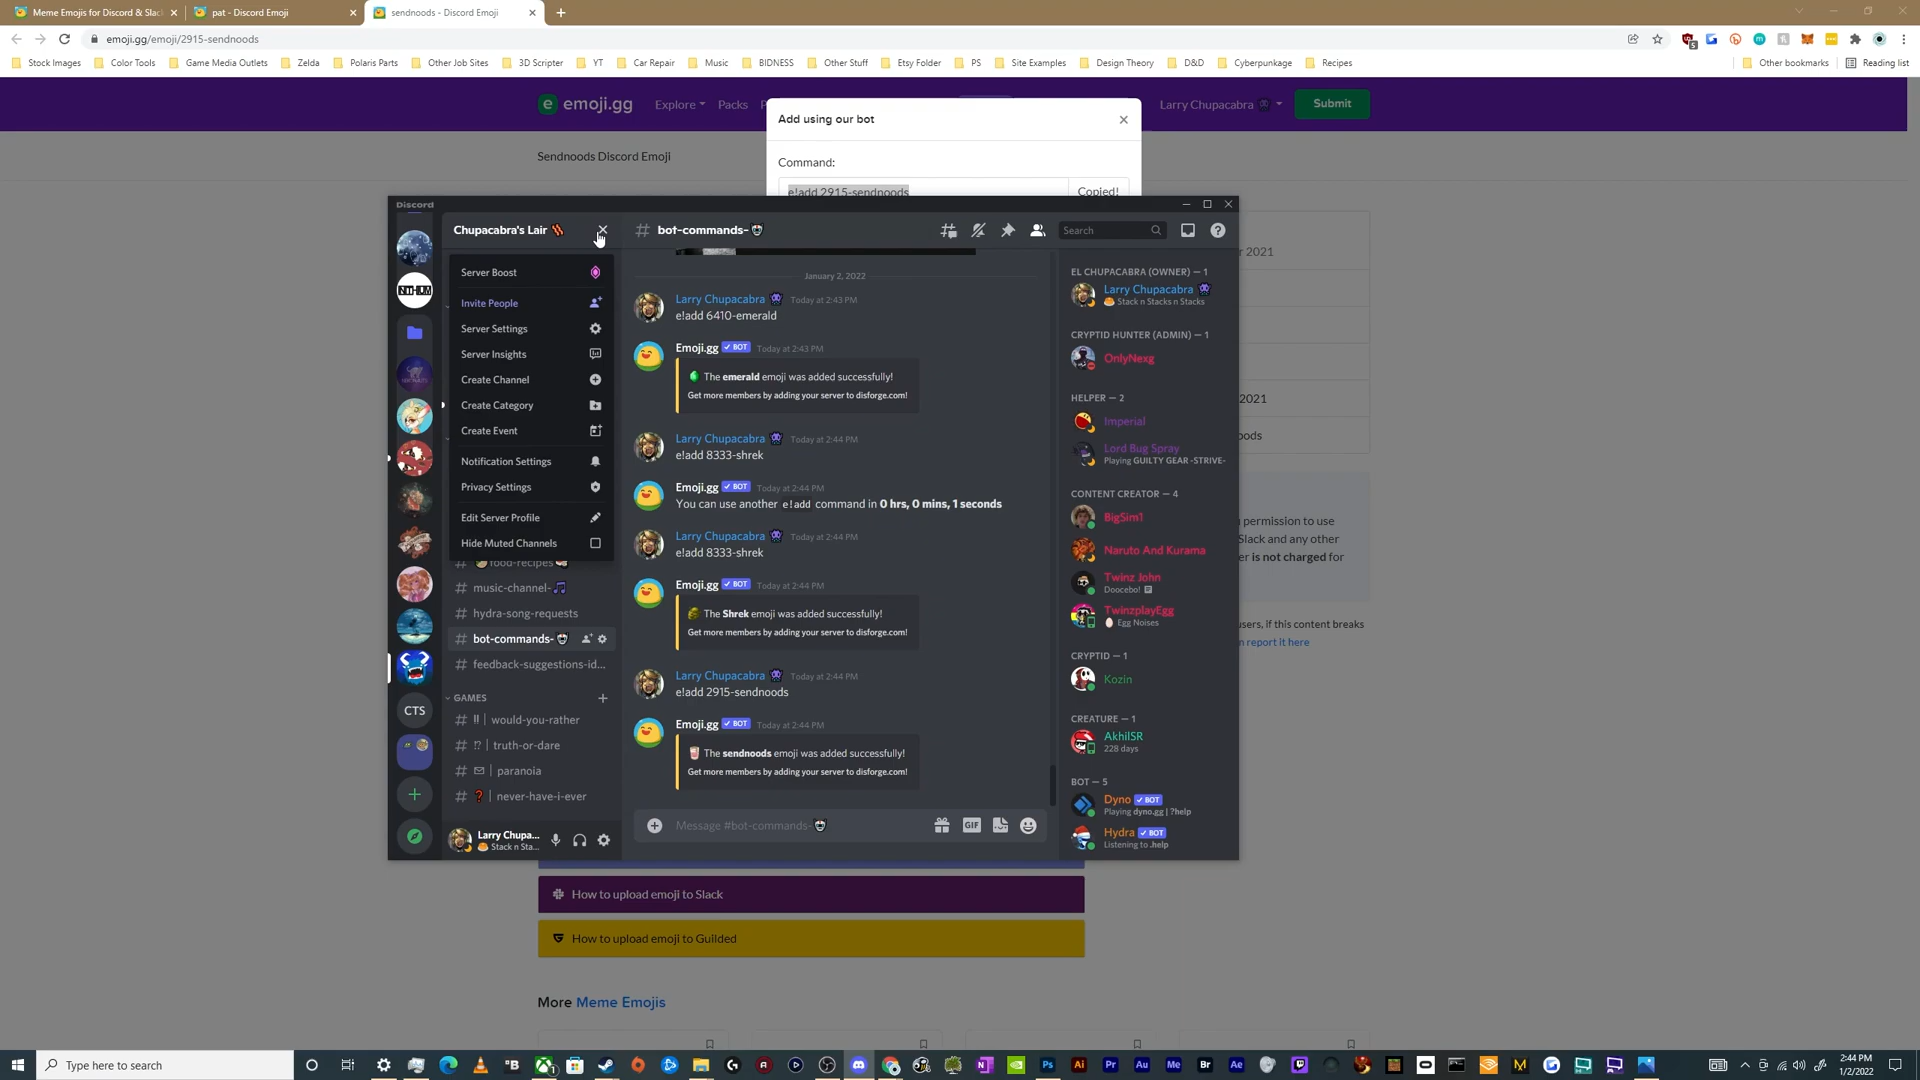 Meme Emojis for Discord & Slac
pat - Discord Emoji
sendnoods - Discord Emoji
emoji.gg/emoji/2915-sendnoods
Stock Images
Color Tools
Game Media Outlets
Zelda
Polaris Parts
Other Job Sites
3D Scripter
YT
Car Repair
Music
BIDNESS
Other Stuff
Etsy Folder
PS
Site Examples
Design Theory
D&D
Cyberpunkage
Recipes
Other bookmarks
Reading list
emoji.gg
Explore
Packs
Larry Chupacabra
Submit
Add using our bot
Sendnoods Discord Emoji
Command:
e!add 2915-sendnoods
Copied!
Discord
Chupacabra's Lair
bot-commands-
Search
Server Boost
Invite People
Server Settings
Server Insights
Create Channel
Create Category
Create Event
Notification Settings
Privacy Settings
Edit Server Profile
Hide Muted Channels
food-recipes
music-channel-
hydra-song-requests
bot-commands-
feedback-suggestions-id...
GAMES
would-you-rather
truth-or-dare
paranoia
never-have-i-ever
CTS
Larry Chupa...
Stack n Sta...
January 2, 2022
Larry Chupacabra Today at 2:43 PM
e!add 6410-emerald
Emoji.gg BOT Today at 2:43 PM
The emerald emoji was added successfully!
Get more members by adding your server to disforge.com!
Larry Chupacabra Today at 2:44 PM
e!add 8333-shrek
Emoji.gg BOT Today at 2:44 PM
You can use another e!add command in 0 hrs, 0 mins, 1 seconds
Larry Chupacabra Today at 2:44 PM
e!add 8333-shrek
Emoji.gg BOT Today at 2:44 PM
The Shrek emoji was added successfully!
Get more members by adding your server to disforge.com!
Larry Chupacabra Today at 2:44 PM
e!add 2915-sendnoods
Emoji.gg BOT Today at 2:44 PM
The sendnoods emoji was added successfully!
Get more members by adding your server to disforge.com!
Message #bot-commands-
GIF
EL CHUPACABRA (OWNER) — 1
Larry Chupacabra
Stack n Stacks n Stacks
CRYPTID HUNTER (ADMIN) — 1
OnlyNexg
HELPER — 2
Imperial
Lord Bug Spray
Playing GUILTY GEAR -STRIVE-
CONTENT CREATOR — 4
BigSim1
Naruto And Kurama
Twinz John
Doocebo!
TwinzplayEgg
Egg Noises
CRYPTID — 1
Kozin
CREATURE — 1
AkhilSR
228 days
BOT — 5
Dyno BOT
Playing dyno.gg | ?help
Hydra BOT
Listening to .help
r 2021
2021
oods
permission to use
Slack and any other
er is not charged for
users, if this content breaks
n report it here
How to upload emoji to Slack
How to upload emoji to Guilded
More Meme Emojis
Type here to search
2:44 PM
1/2/2022